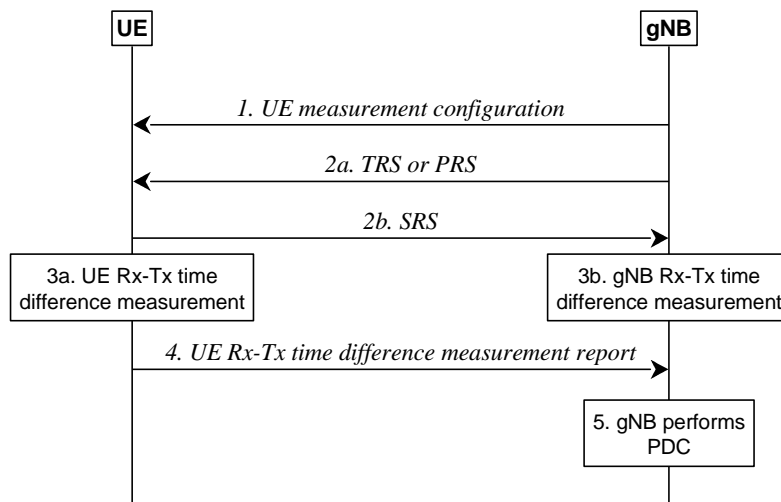 UE
gNB
1. UE measurement configuration
2a. TRS or PRS
2b. SRS
3a. UE Rx-Tx time
difference measurement
3b. gNB Rx-Tx time
difference measurement
4. UE Rx-Tx time difference measurement report
5. gNB performs
PDC